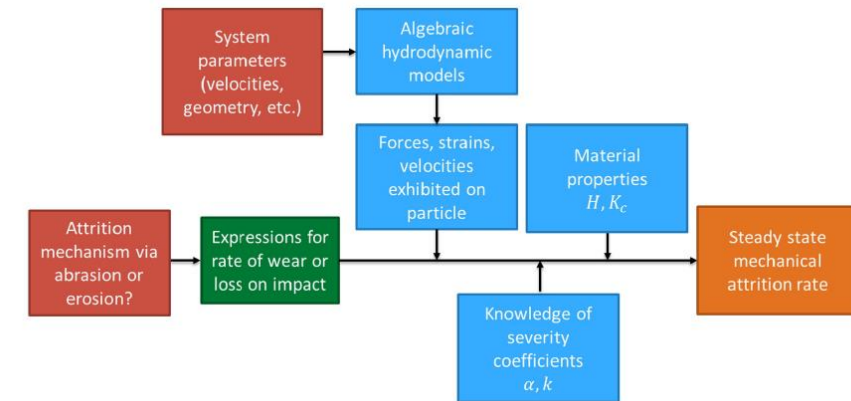 System
parameters
(velocities,
geometry, etc.)
Algebraic
hydrodynamic
models
Forces, strains,
velocities
exhibited on
particle
Material
properties
H, K_c
Attrition
mechanism via
abrasion or
erosion?
Expressions for
rate of wear or
loss on impact
Steady state
mechanical
attrition rate
Knowledge of
severity
coefficients
α, k